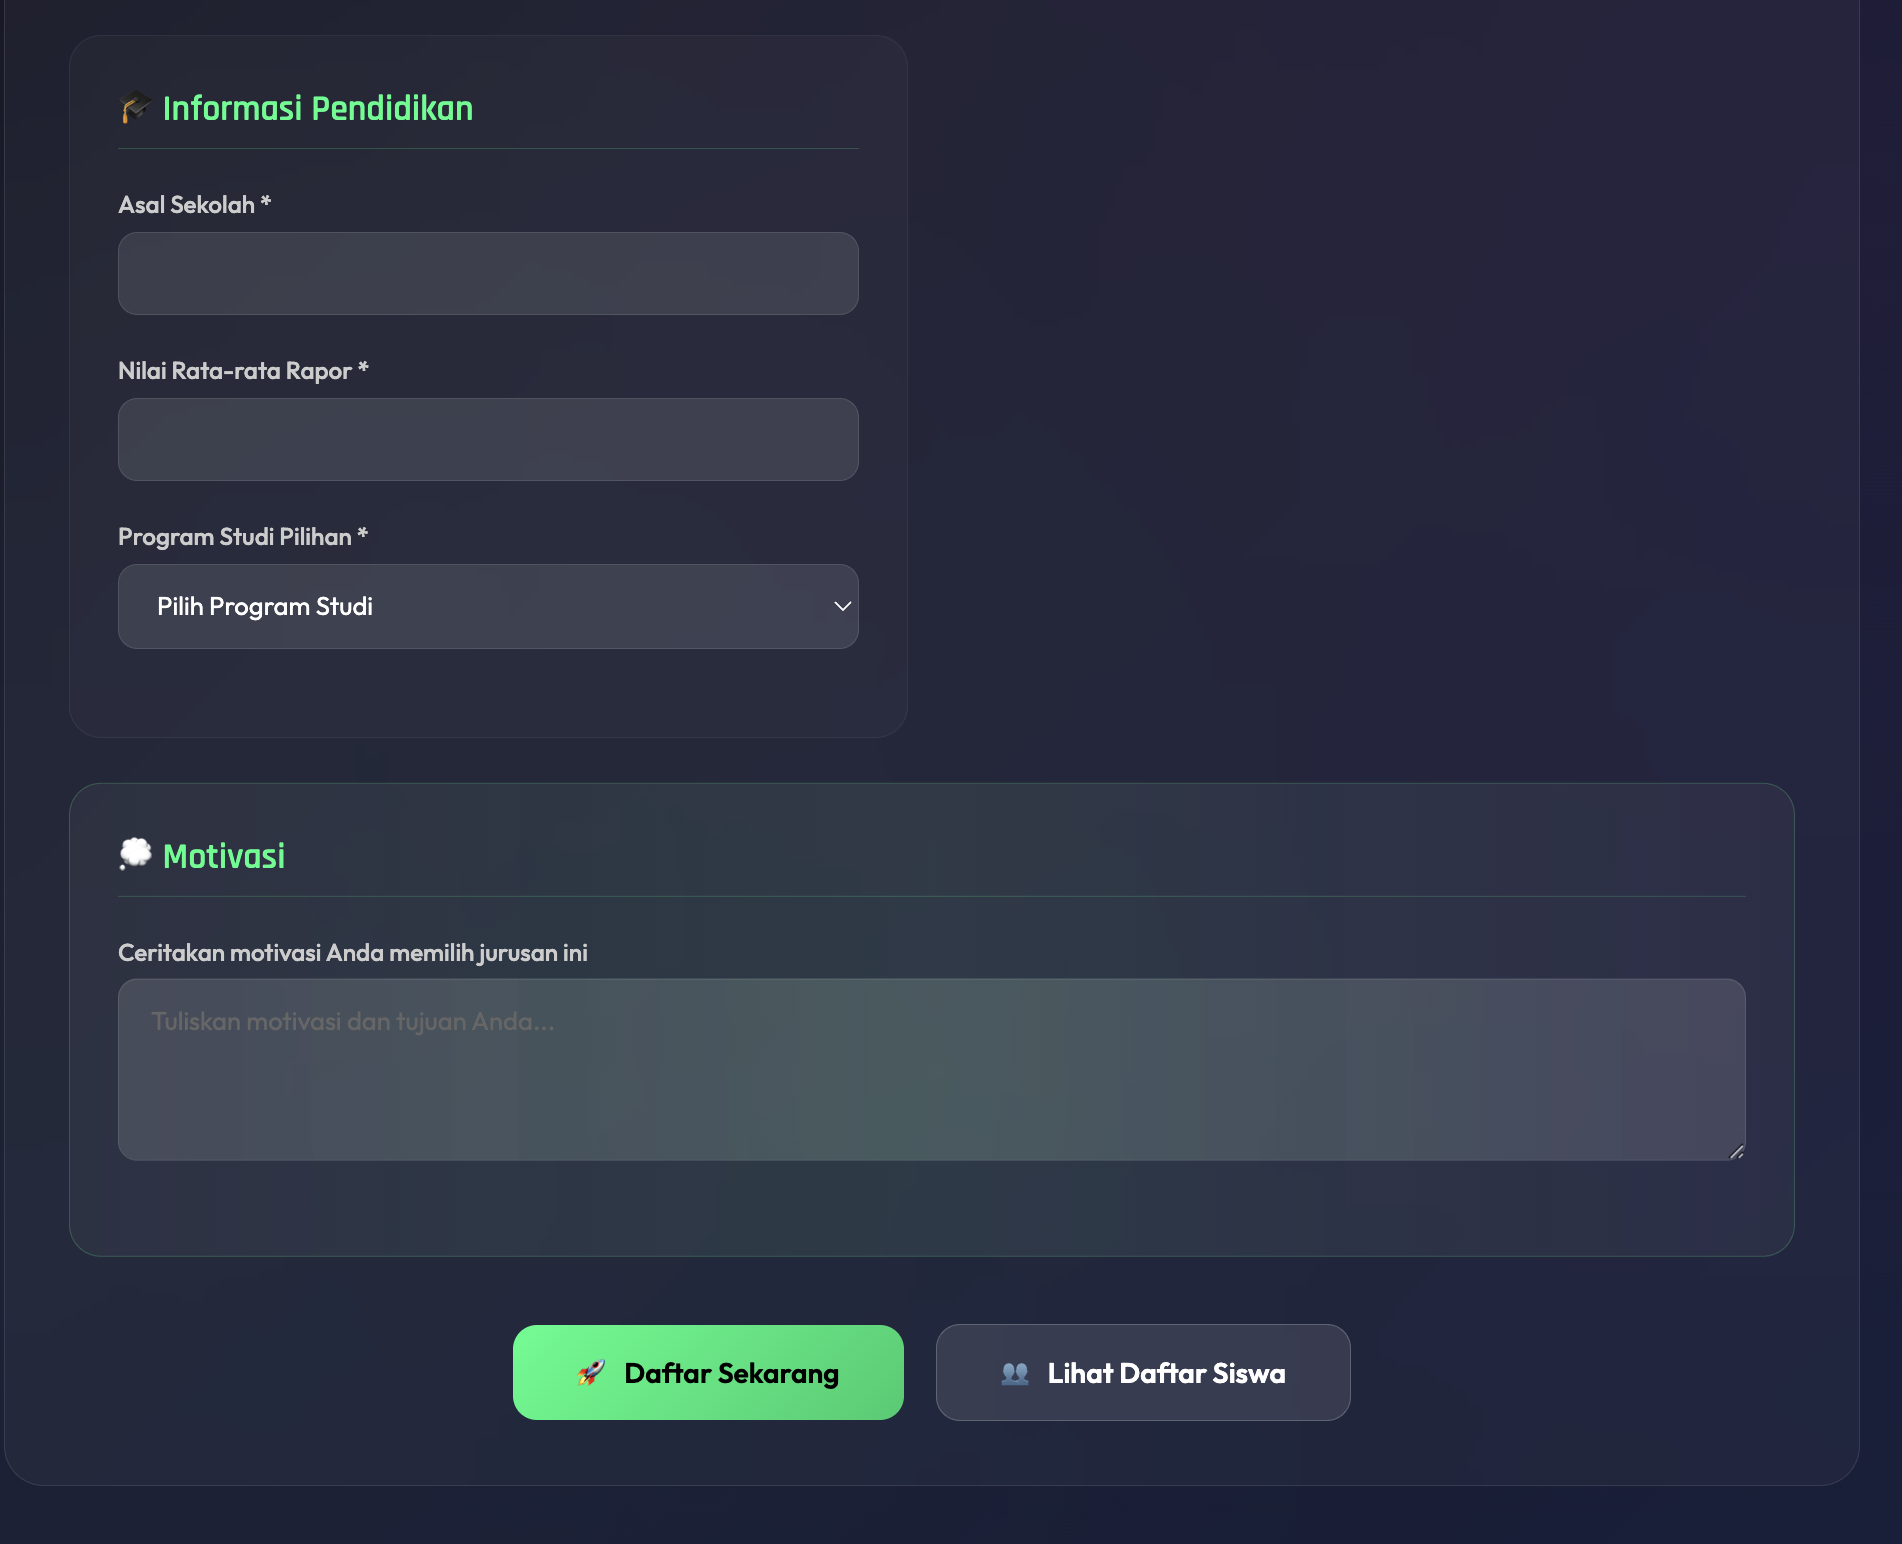 Informasi Pendidikan
Asal Sekolah *
Nilai Rata-rata Rapor *
Program Studi Pilihan *
Pilih Program Studi
Motivasi
Ceritakan motivasi Anda memilih jurusan ini
Tuliskan motivasi dan tujuan Anda...
Daftar Sekarang
Lihat Daftar Siswa